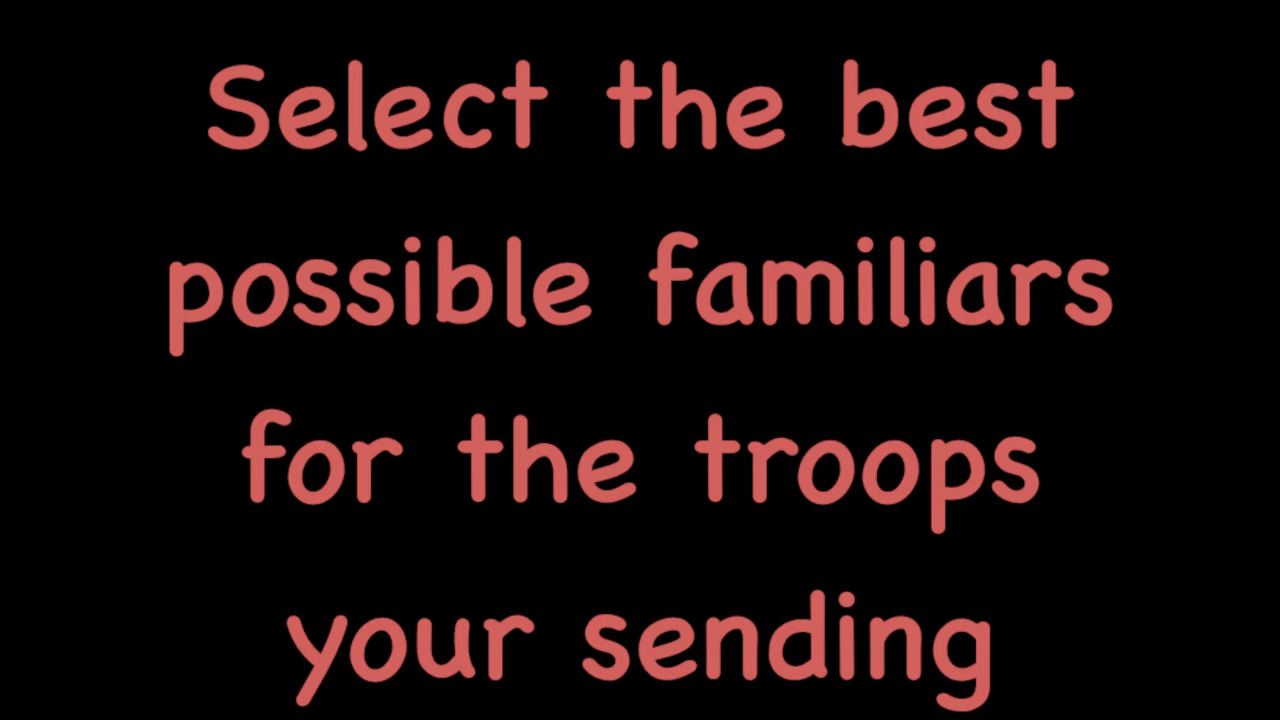 Select the best
possible familiars
for the troops
your sending